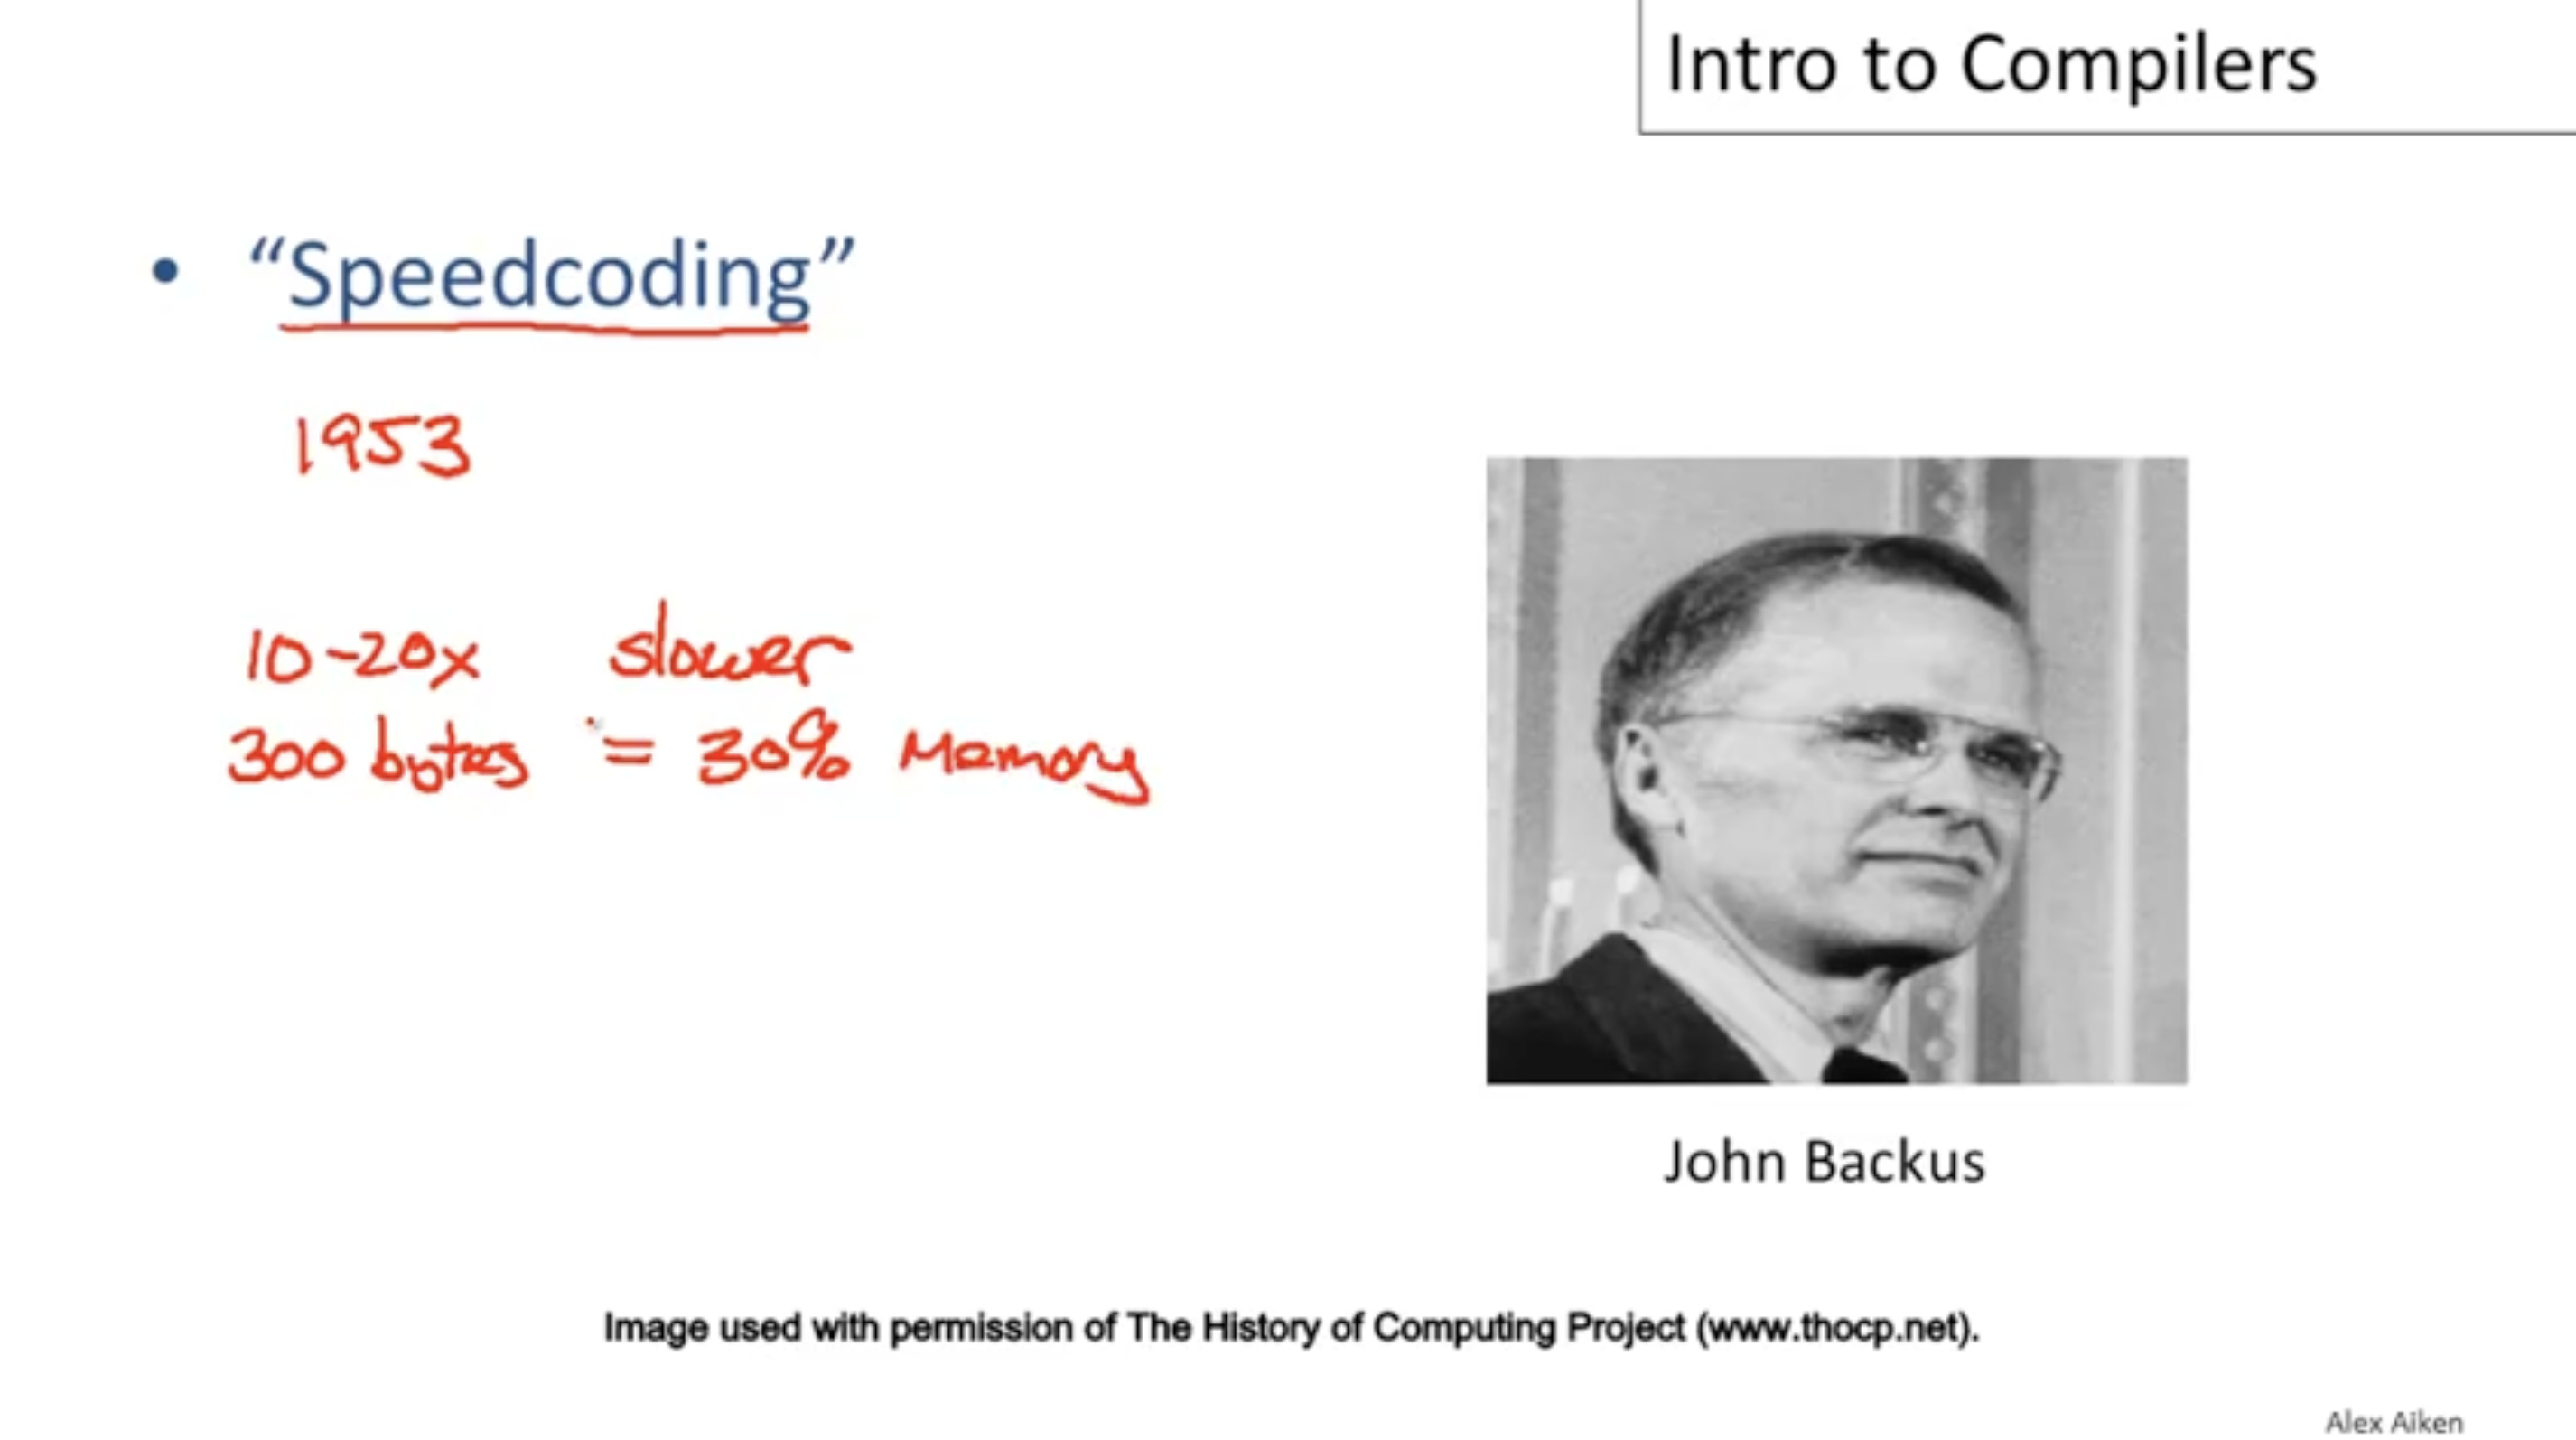 Intro to Compilers
• “Speedcoding”
1953
10-20x slower
300 bytes = 30% Memory
John Backus
Image used with permission of The History of Computing Project (www.thocp.net).
Alex Aiken